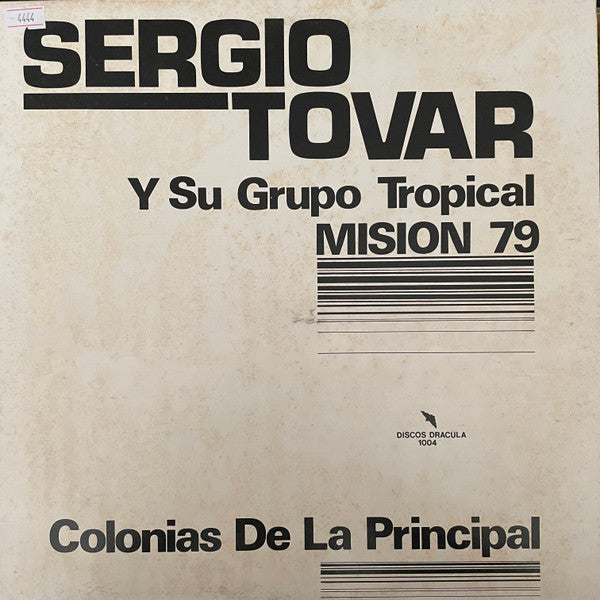 - 4444
SERGIO
TOVAR
Y Su Grupo Tropical
MISION 79
DISCOS DRACULA
1004
Colonias De La Principal